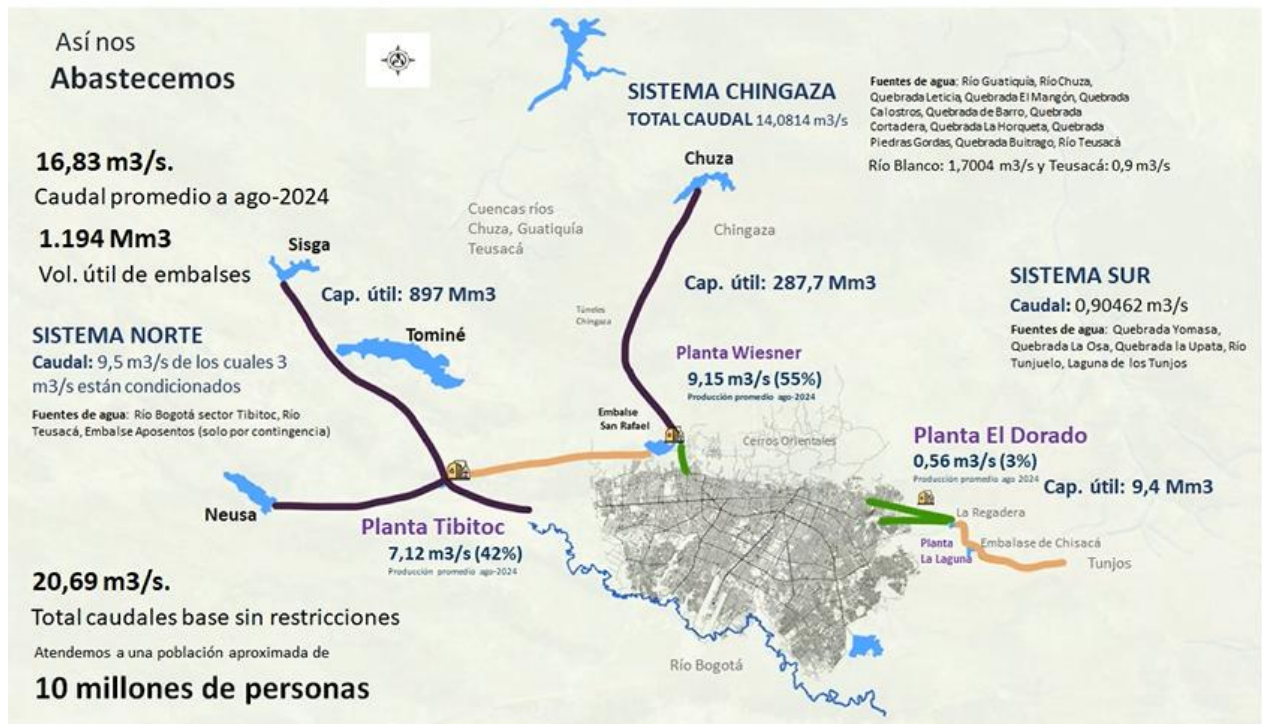 Así nos
Abastecemos
16,83 m3/s.
Caudal promedio a ago-2024
1.194 Mm3
Vol. útil de embalses
SISTEMA NORTE
Caudal: 9,5 m3/s de los cuales 3
m3/s están condicionados
Fuentes de agua: Río Bogotá sector Tibitoc, Río
Teusacá, Embalse Aposentos (solo por contingencia)
Sisga
Cap. útil: 897 Mm3
Tominé
Neusa
Planta Tibitoc
7,12 m3/s (42%)
Producción promedio ago-2024
20,69 m3/s.
Total caudales base sin restricciones
Atendemos a una población aproximada de
10 millones de personas
Cuencas ríos
Chuza, Guatiquía
Teusacá
SISTEMA CHINGAZA
TOTAL CAUDAL 14,0814 m3/s
Fuentes de agua: Río Guatiquía, Río Chuza,
Quebrada Leticia, Quebrada El Mangón, Quebrada
Calostros, Quebrada de Barro, Quebrada
Cortadera, Quebrada La Horqueta, Quebrada
Piedras Gordas, Quebrada Buitrago, Río Teusacá
Río Blanco: 1,7004 m3/s y Teusacá: 0,9 m3/s
Chuza
Chingaza
Cap. útil: 287,7 Mm3
Túneles
Chingaza
Planta Wiesner
9,15 m3/s (55%)
Producción promedio ago-2024
Embalse
San Rafael
Cerros Orientales
SISTEMA SUR
Caudal: 0,90462 m3/s
Fuentes de agua: Quebrada Yomasa,
Quebrada La Osa, Quebrada la Upata, Río
Tunjuelo, Laguna de los Tunjos
Planta El Dorado
0,56 m3/s (3%)
Producción promedio ago 2024
Cap. útil: 9,4 Mm3
La Regadera
Planta
La Laguna
Embalase de Chisacá
Tunjos
Río Bogotá